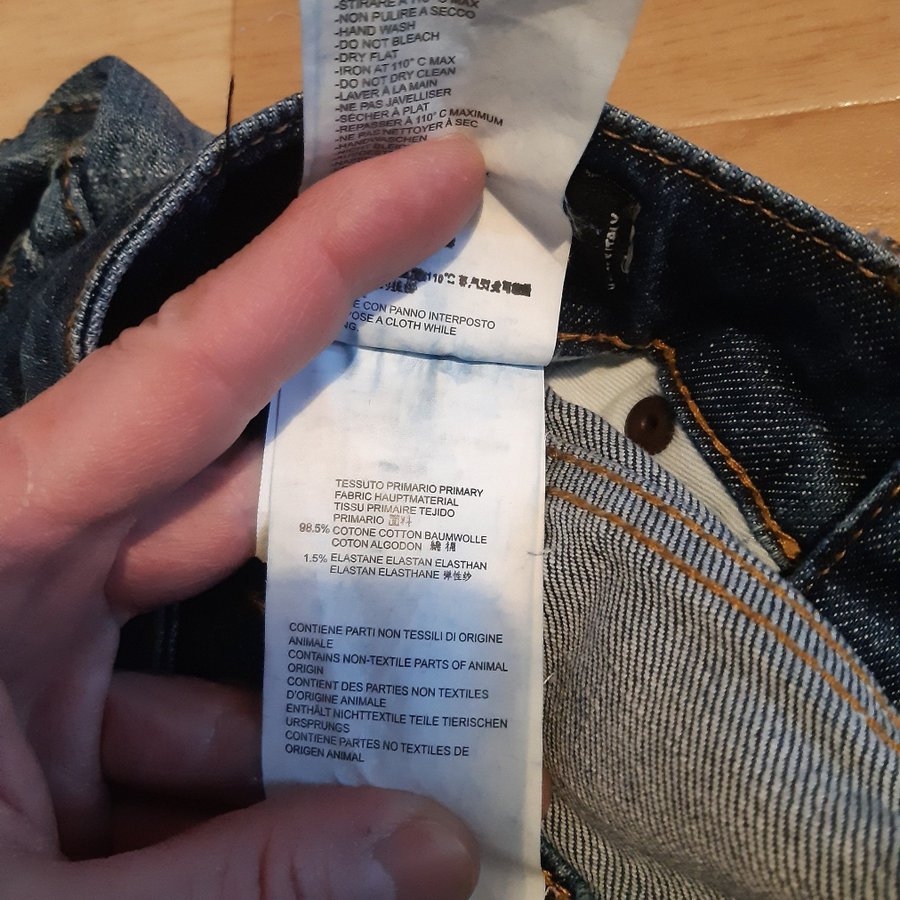 -STIRARE A 110° C MAX
-NON PULIRE A SECCO
-HAND WASH
-DO NOT BLEACH
-DRY FLAT
-IRON AT 110° C MAX
-DO NOT DRY CLEAN
-LAVER À LA MAIN
-NE PAS JAVELLISER
-SÉCHER À PLAT
-REPASSER À 110° C MAXIMUM
-NE PAS NETTOYER À SEC
110°C
CON PANNO INTERPOSTO
A CLOTH WHILE
TESSUTO PRIMARIO PRIMARY
FABRIC HAUPTMATERIAL
TISSU PRIMAIRE TEJIDO
PRIMARIO 面料
98.5% COTONE COTTON BAUMWOLLE
COTON ALGODON 綿 棉
1.5% ELASTANE ELASTAN ELASTHAN
ELASTAN ELASTHANE 弹性纱
CONTIENE PARTI NON TESSILI DI ORIGINE
ANIMALE
CONTAINS NON-TEXTILE PARTS OF ANIMAL
ORIGIN
CONTIENT DES PARTIES NON TEXTILES
D'ORIGINE ANIMALE
ENTHÄLT NICHTTEXTILE TEILE TIERISCHEN
URSPRUNGS
CONTIENE PARTES NO TEXTILES DE
ORIGEN ANIMAL